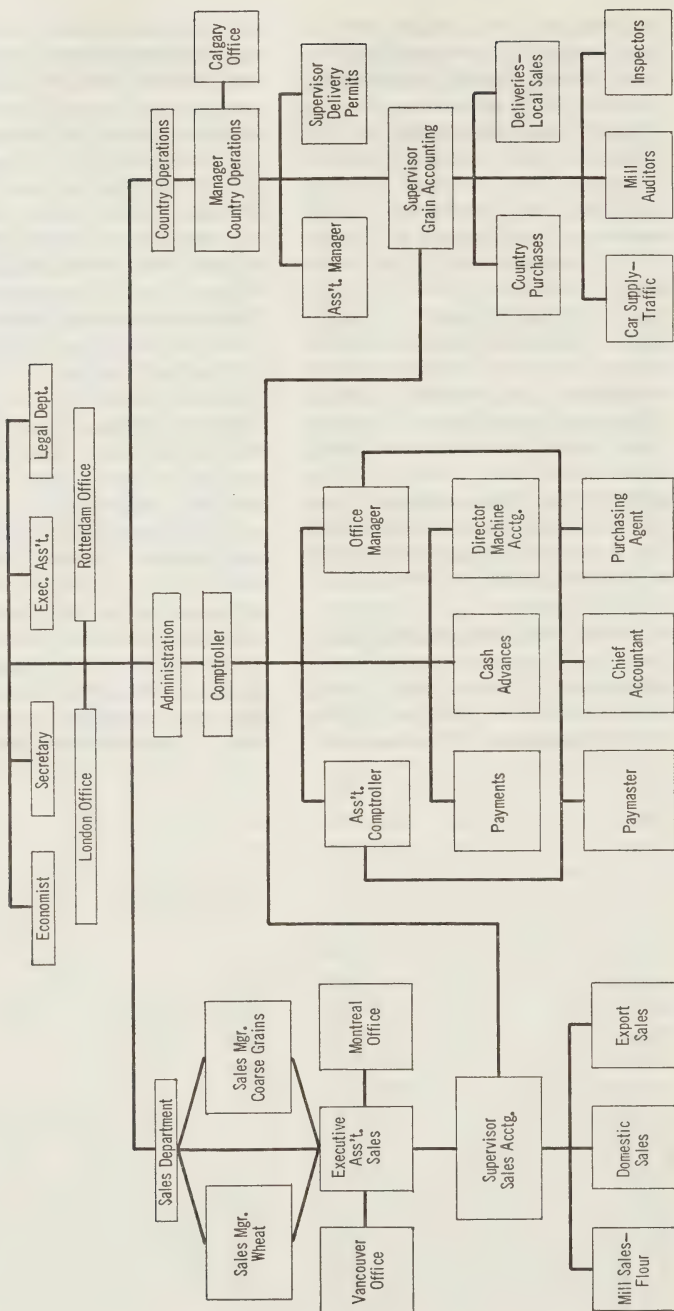 Economist
Secretary
Exec. Ass't.
Legal Dept.
London Office
Rotterdam Office
Sales Department
Administration
Country Operations
Comptroller
Sales Mgr.
Wheat
Sales Mgr.
Coarse Grains
Manager
Country Operations
Calgary
Office
Vancouver
Office
Executive
Ass't.
Sales
Montreal
Office
Ass't.
Comptroller
Office
Manager
Ass't. Manager
Supervisor
Delivery
Permits
Supervisor
Sales Acctg.
Payments
Cash
Advances
Director
Machine
Acctg.
Supervisor
Grain Accounting
Mill Sales—
Flour
Domestic
Sales
Export
Sales
Paymaster
Chief
Accountant
Purchasing
Agent
Country
Purchases
Deliveries—
Local Sales
Car Supply—
Traffic
Mill
Auditors
Inspectors